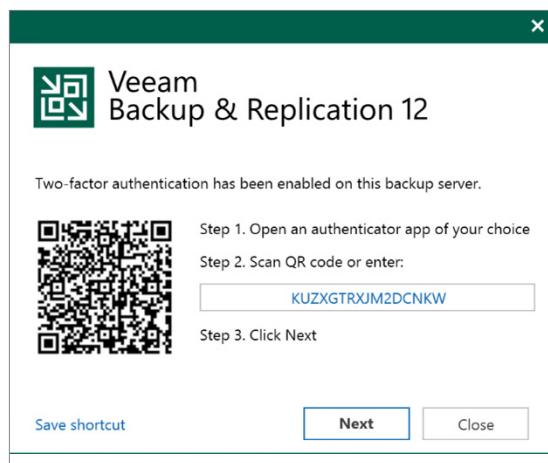 Veeam
Backup & Replication 12
Two-factor authentication has been enabled on this backup server.
Step 1. Open an authenticator app of your choice
Step 2. Scan QR code or enter:
KUZXGTRXJM2DCNKW
Step 3. Click Next
Save shortcut
Next
Close